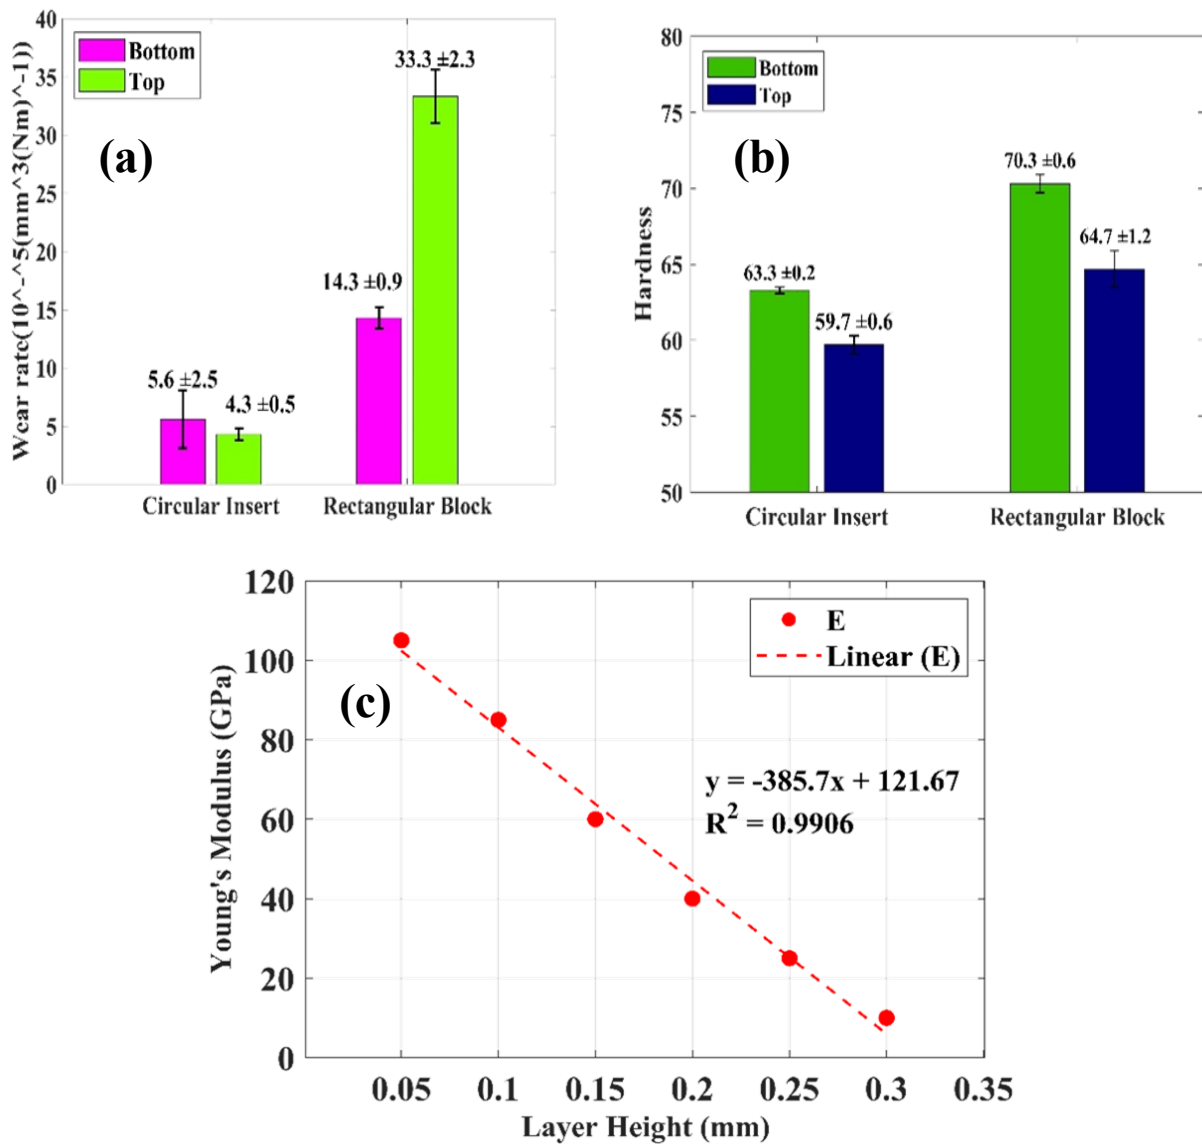 40
35
30
25
20
15
10
5
0
Wear rate(10^-^5(mm^3(Nm)^-1))
Bottom
Top
(a)
5.6 ±2.5
4.3 ±0.5
14.3 ±0.9
33.3 ±2.3
Circular Insert
Rectangular Block
80
75
70
65
60
55
50
Hardness
Bottom
Top
(b)
63.3 ±0.2
59.7 ±0.6
70.3 ±0.6
64.7 ±1.2
Circular Insert
Rectangular Block
120
100
80
60
40
20
0
Young's Modulus (GPa)
(c)
E
Linear (E)
y = -385.7x + 121.67
R² = 0.9906
0.05 0.1 0.15 0.2 0.25 0.3 0.35
Layer Height (mm)